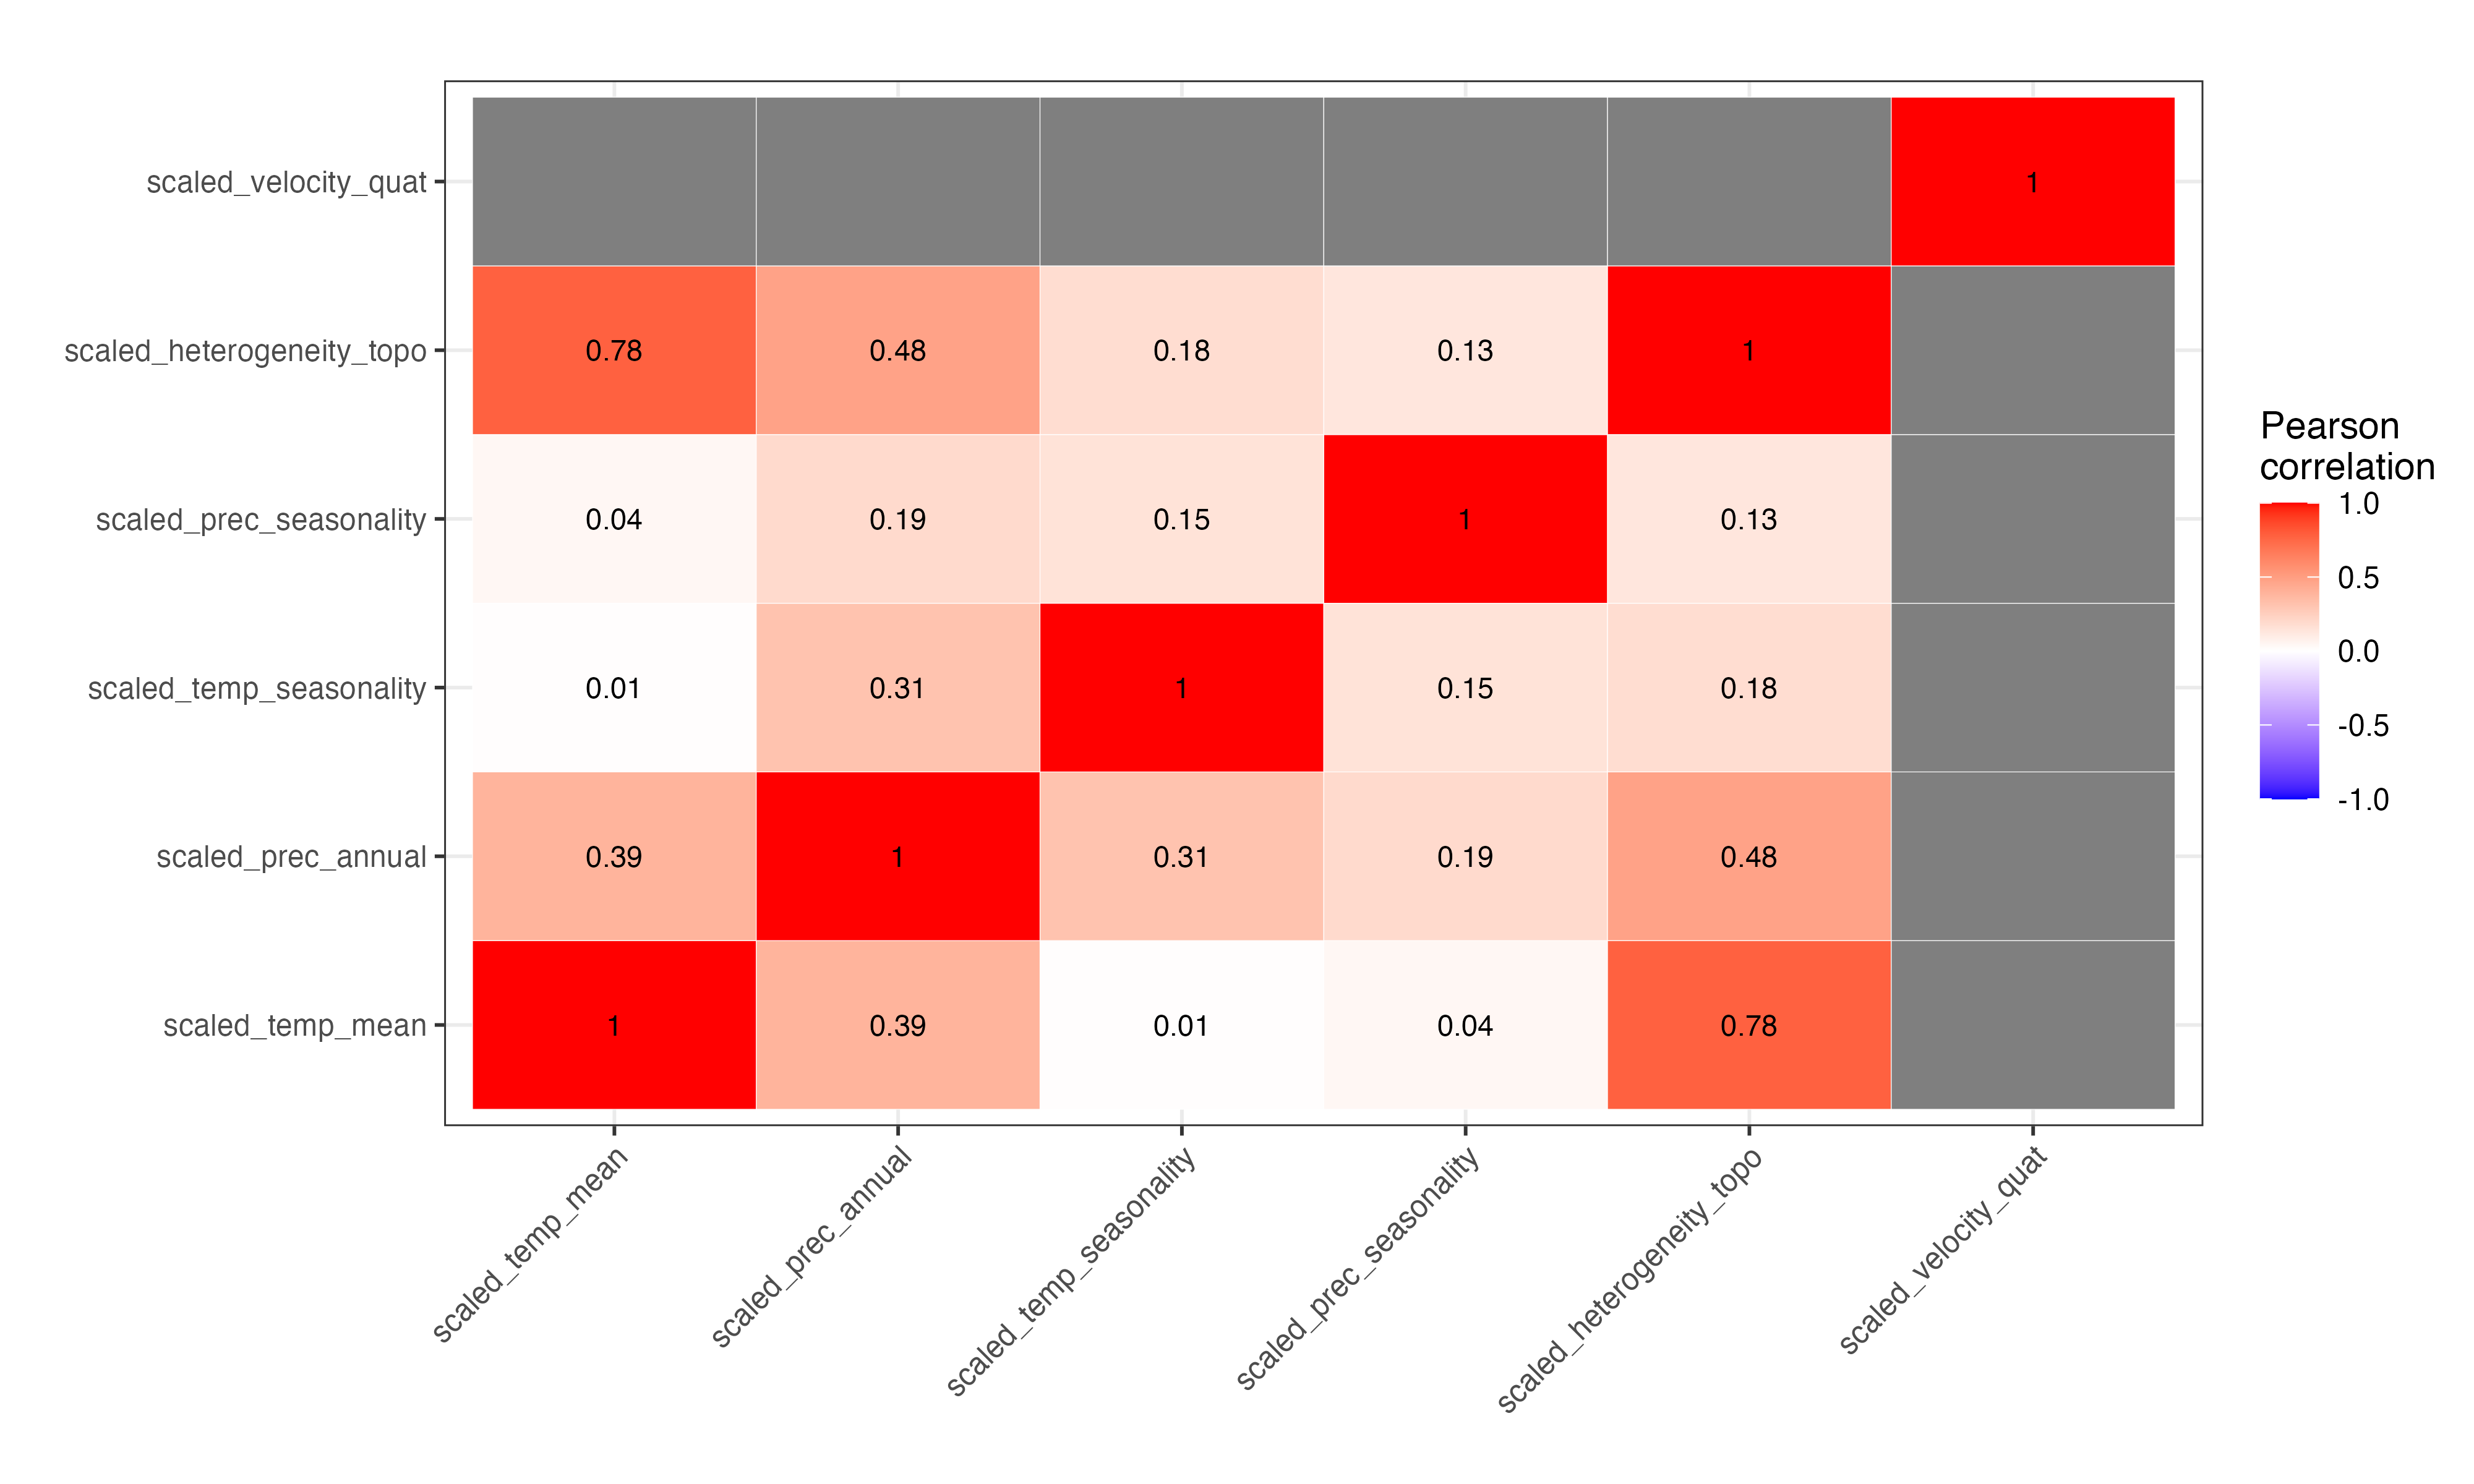 scaled_velocity_quat
1
scaled_heterogeneity_topo
0.78 0.48 0.18 0.13 1
scaled_prec_seasonality
0.04 0.19 0.15 1 0.13
scaled_temp_seasonality
0.01 0.31 1 0.15 0.18
scaled_prec_annual
0.39 1 0.31 0.19 0.48
scaled_temp_mean
1 0.39 0.01 0.04 0.78
scaled_temp_mean
scaled_prec_annual
scaled_temp_seasonality
scaled_prec_seasonality
scaled_heterogeneity_topo
scaled_velocity_quat
Pearson
correlation
1.0
0.5
0.0
-0.5
-1.0